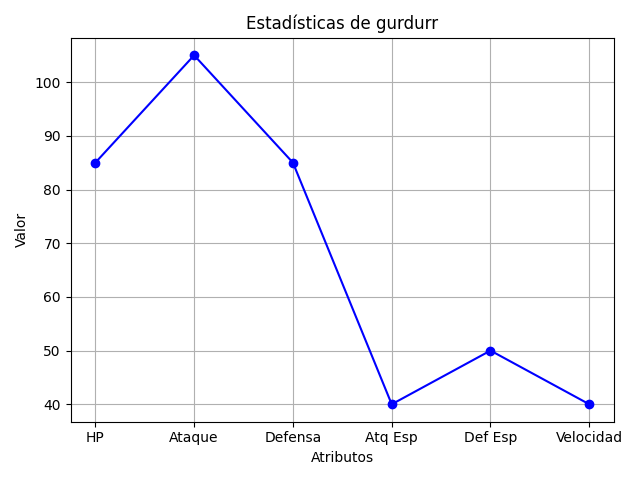 Estadísticas de gurdurr
Valor
100
90
80
70
60
50
40
HP Ataque Defensa Atq Esp Def Esp Velocidad
Atributos